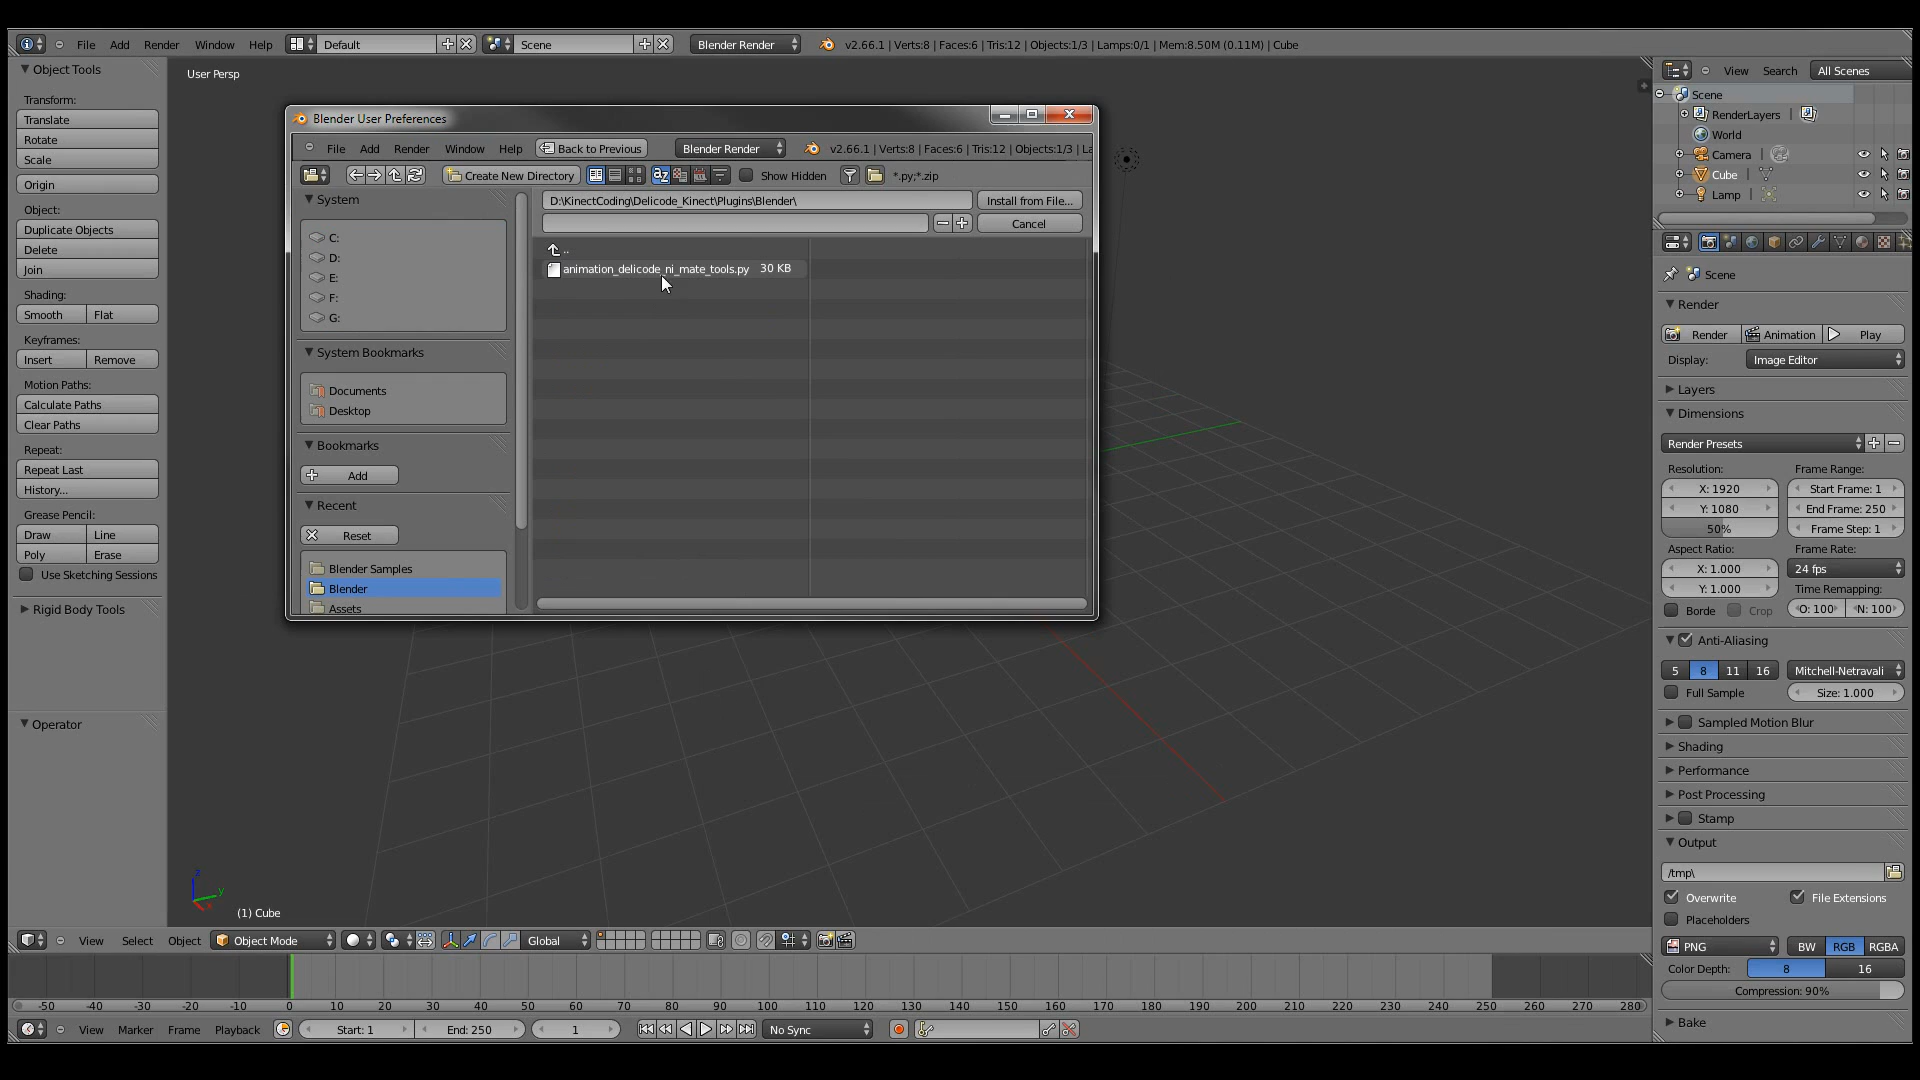 File Add Render Window Help Default Scene Blender Render v2.66.1 | Verts:8 | Faces:6 | Tris:12 | Objects:1/3 | Lamps:0/1 | Mem:8.50M (0.11M) | Cube
Object Tools
Transform:
Translate
Rotate
Scale
Origin
Object:
Duplicate Objects
Delete
Join
Shading:
Smooth Flat
Keyframes:
Insert Remove
Motion Paths:
Calculate Paths
Clear Paths
Repeat:
Repeat Last
History...
Grease Pencil:
Draw Line
Poly Erase
Use Sketching Sessions
Rigid Body Tools
Operator
User Persp
Blender User Preferences
File Add Render Window Help Back to Previous Blender Render v2.66.1 | Verts:8 | Faces:6 | Tris:12 | Objects:1/3 | La
Create New Directory Show Hidden *.py;*.zip
System
C:
D:
E:
F:
G:
System Bookmarks
Documents
Desktop
Bookmarks
Add
Recent
Reset
Blender Samples
Blender
Assets
D:\KinectCoding\Delicode_Kinect\Plugins\Blender\ Install from File...
Cancel
..
animation_delicode_ni_mate_tools.py 30 KB
z
y
(1) Cube
View Search All Scenes
Scene
RenderLayers |
World
Camera |
Cube |
Lamp |
Scene
Render
Render Animation Play
Display: Image Editor
Layers
Dimensions
Render Presets
Resolution: Frame Range:
X: 1920 Start Frame: 1
Y: 1080 End Frame: 250
50% Frame Step: 1
Aspect Ratio: Frame Rate:
X: 1.000 24 fps
Y: 1.000 Time Remapping:
Borde Crop O: 100 N: 100
Anti-Aliasing
5 8 11 16 Mitchell-Netravali
Full Sample Size: 1.000
Sampled Motion Blur
Shading
Performance
Post Processing
Stamp
Output
/tmp\
Overwrite File Extensions
Placeholders
PNG BW RGB RGBA
Color Depth: 8 16
Compression: 90%
Bake
View Select Object Object Mode Global
-50 -40 -30 -20 -10 0 10 20 30 40 50 60 70 80 90 100 110 120 130 140 150 160 170 180 190 200 210 220 230 240 250 260 270 280
View Marker Frame Playback Start: 1 End: 250 1 No Sync